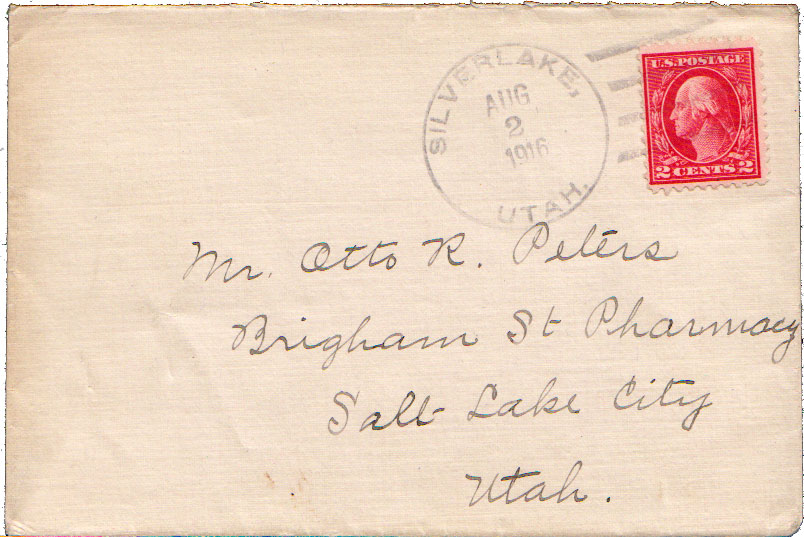 SILVERLAKE,
AUG
2
1916
UTAH.
U.S. POSTAGE
2 CENTS 2
Mr. Otto R. Peters
Brigham St Pharmacy
Salt Lake City
Utah.